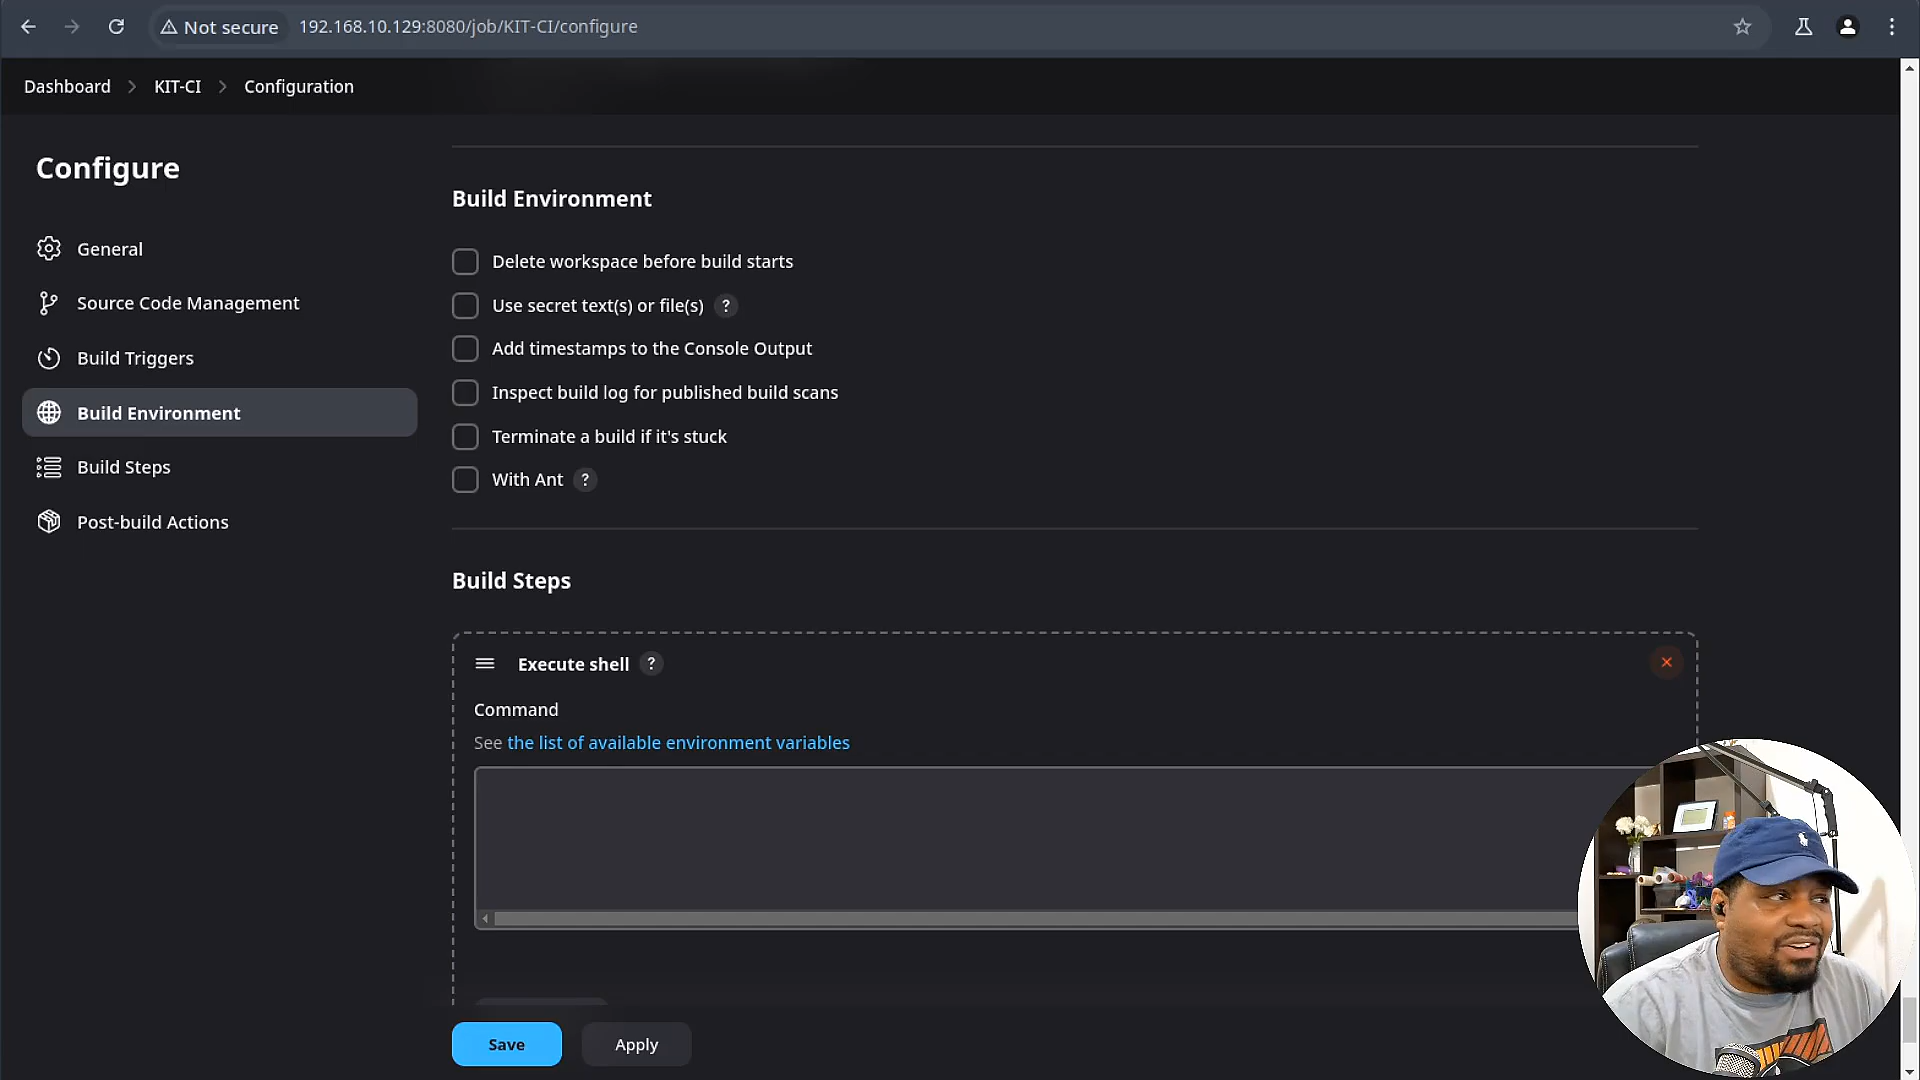 Not secure 192.168.10.129:8080/job/KIT-CI/configure
Dashboard KIT-CI Configuration
Configure
General
Source Code Management
Build Triggers
Build Environment
Build Steps
Post-build Actions
Build Environment
Delete workspace before build starts
Use secret text(s) or file(s) ?
Add timestamps to the Console Output
Inspect build log for published build scans
Terminate a build if it's stuck
With Ant ?
Build Steps
Execute shell ?
Command
See the list of available environment variables
Save Apply